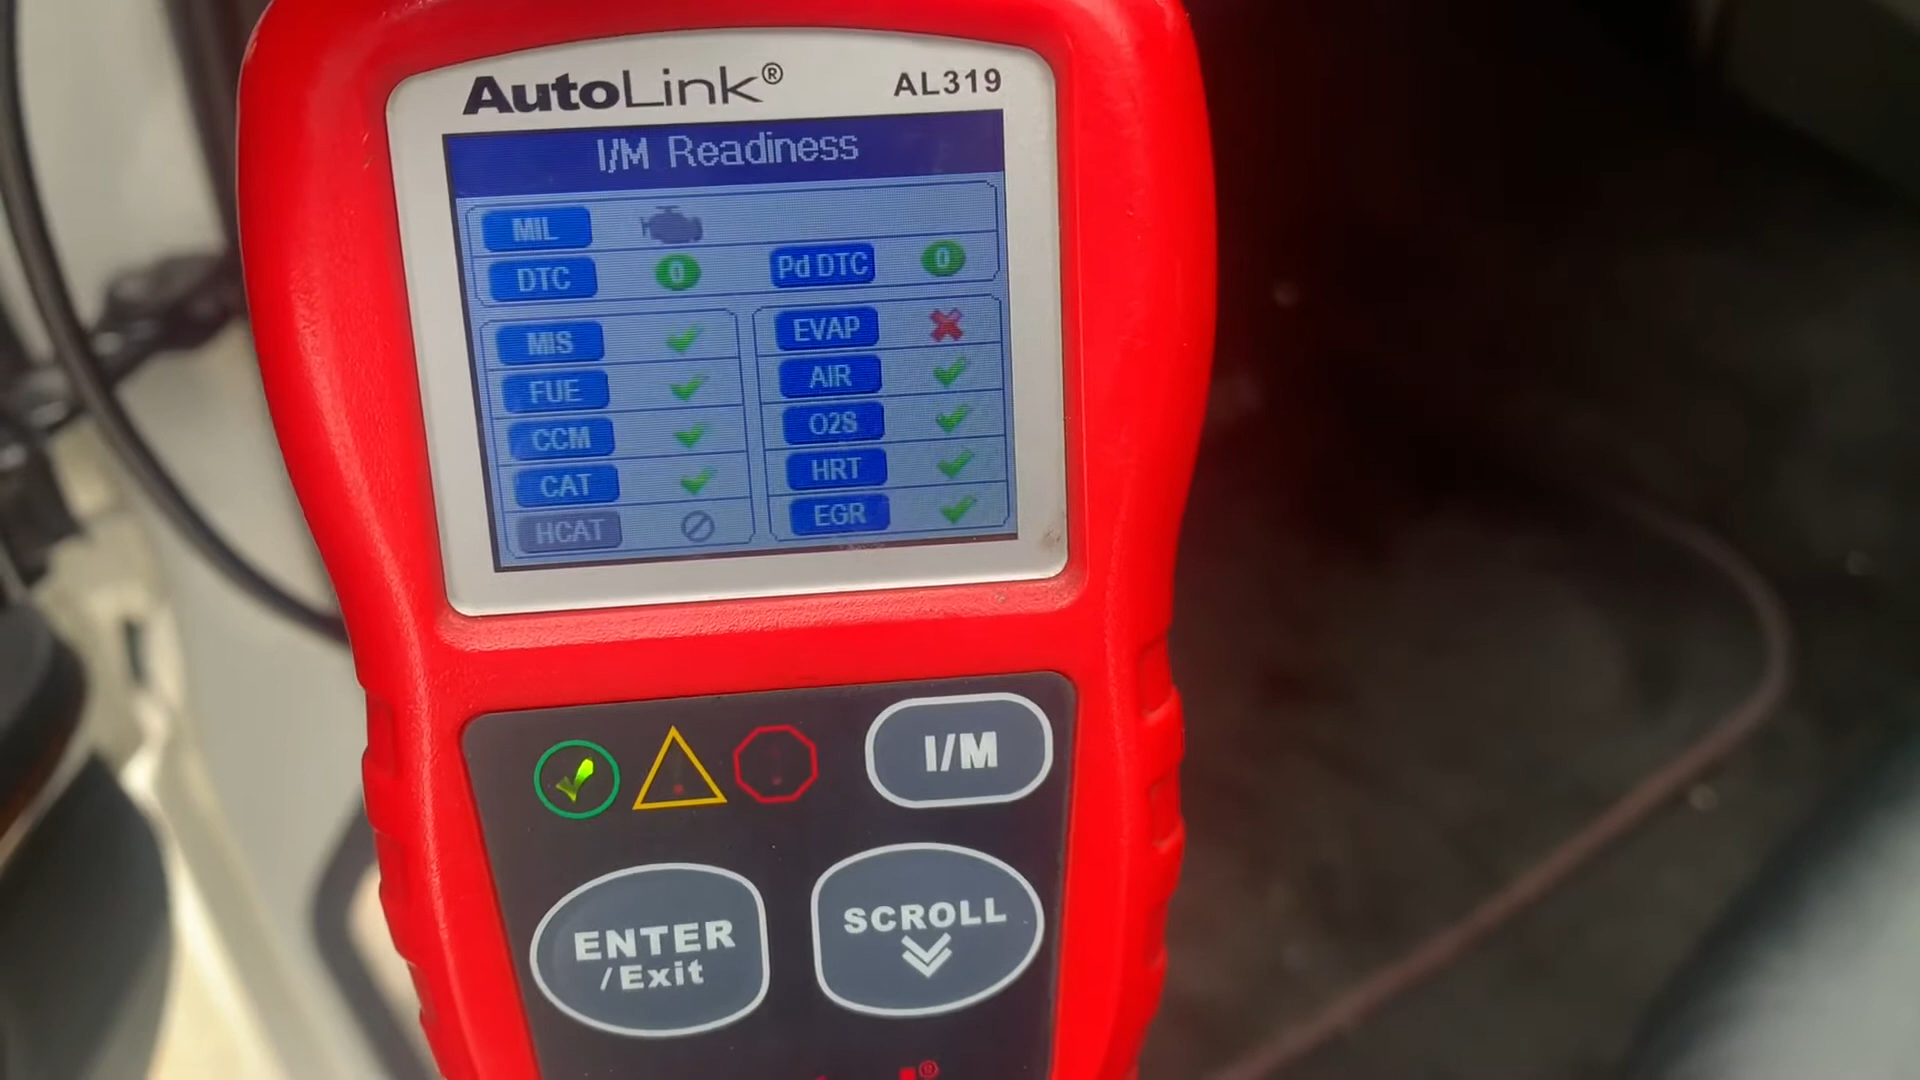 AutoLink® AL319
I/M Readiness
MIL
DTC 0 Pd DTC 0
MIS EVAP
FUE AIR
CCM O2S
CAT HRT
HCAT EGR
I/M
ENTER
/Exit
SCROLL
®